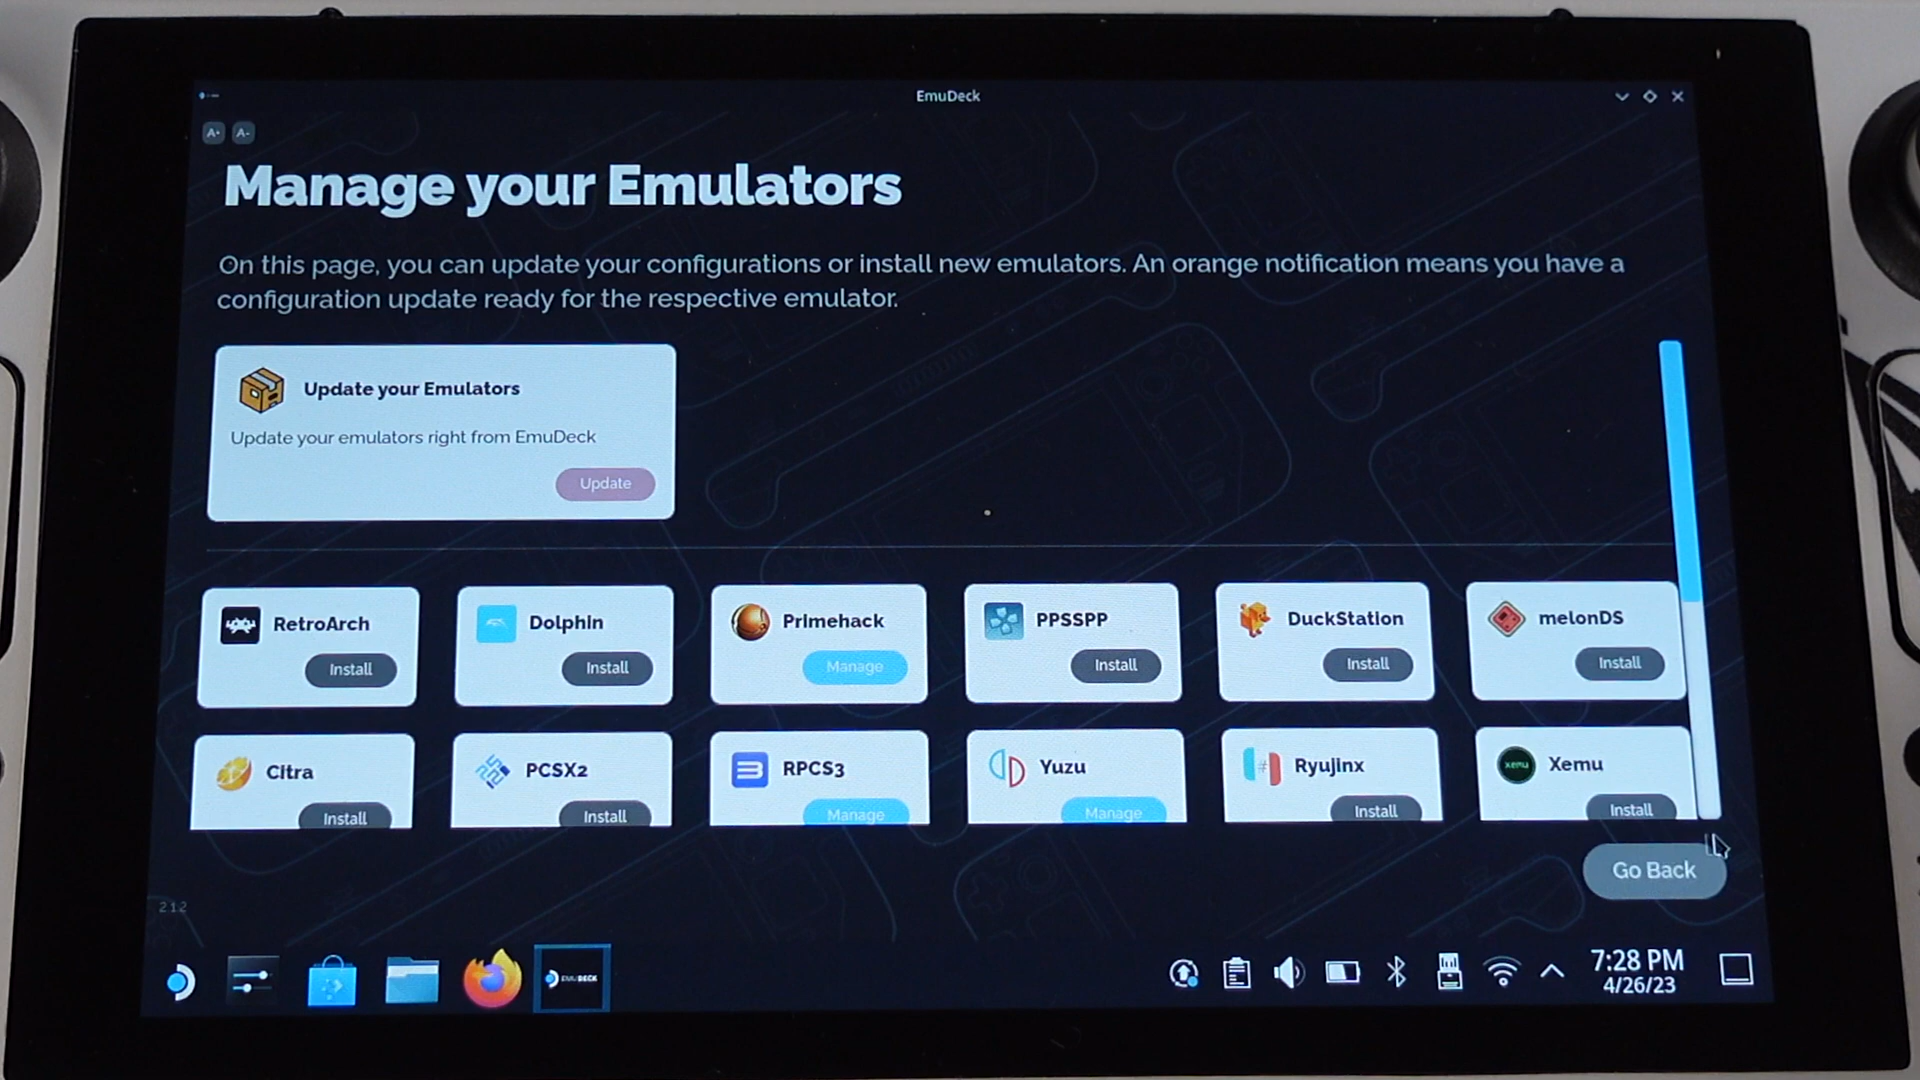 EmuDeck
A+ A-
Manage your Emulators
On this page, you can update your configurations or install new emulators. An orange notification means you have a
configuration update ready for the respective emulator.
Update your Emulators
Update your emulators right from EmuDeck
Update
RetroArch
Install
Dolphin
Install
Primehack
Manage
PPSSPP
Install
DuckStation
Install
melonDS
Install
Citra
Install
PCSX2
Install
RPCS3
Manage
Yuzu
Manage
Ryujinx
Install
xemu
Xemu
Install
Go Back
2.1.2
EMUDECK
7:28 PM
4/26/23